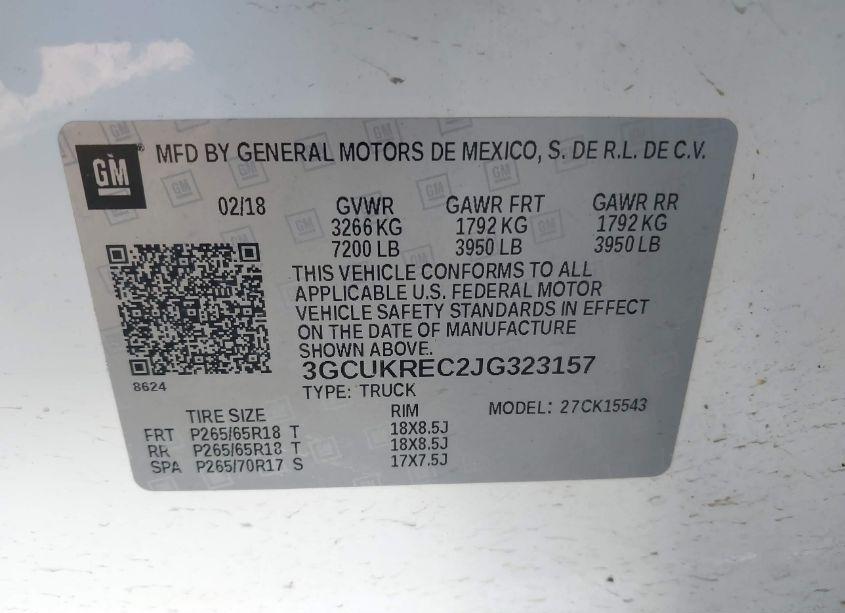 GM MFD BY GENERAL MOTORS DE MEXICO, S. DE R.L. DE C.V.
02/18 GVWR GAWR FRT GAWR RR
3266 KG 1792 KG 1792 KG
7200 LB 3950 LB 3950 LB
THIS VEHICLE CONFORMS TO ALL
APPLICABLE U.S. FEDERAL MOTOR
VEHICLE SAFETY STANDARDS IN EFFECT
ON THE DATE OF MANUFACTURE
SHOWN ABOVE.
3GCUKREC2JG323157
8624
TYPE: TRUCK
TIRE SIZE RIM MODEL: 27CK15543
FRT P265/65R18 T 18X8.5J
RR P265/65R18 T 18X8.5J
SPA P265/70R17 S 17X7.5J